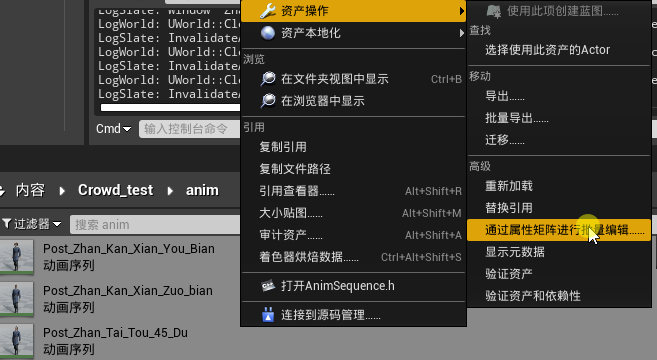 LogSlate: Window 'Zh
LogWorld: UWorld::Cle
LogSlate: InvalidateA
LogWorld: UWorld::Cle
LogWorld: UWorld::Cle
LogSlate: InvalidateA
LogWorld: UWorld::Cle
LogSlate: InvalidateA
Cmd
输入控制台命令
内容
Crowd_test
anim
过滤器
搜索 anim
Post_Zhan_Kan_Xian_You_Bian
动画序列
Post_Zhan_Kan_Xian_Zuo_bian
动画序列
Post_Zhan_Tai_Tou_45_Du
动画序列
资产操作
资产本地化
浏览
在文件夹视图中显示 Ctrl+B
在浏览器中显示
引用
复制引用
复制文件路径
引用查看器...... Alt+Shift+R
大小贴图...... Alt+Shift+M
审计资产...... Alt+Shift+A
着色器烘焙数据...... Ctrl+Alt+Shift+S
打开AnimSequence.h
连接到源码管理......
使用此项创建蓝图......
查找
选择使用此资产的Actor
移动
导出......
批量导出......
迁移......
高级
重新加载
替换引用
通过属性矩阵进行批量编辑......
显示元数据
验证资产
验证资产和依赖性